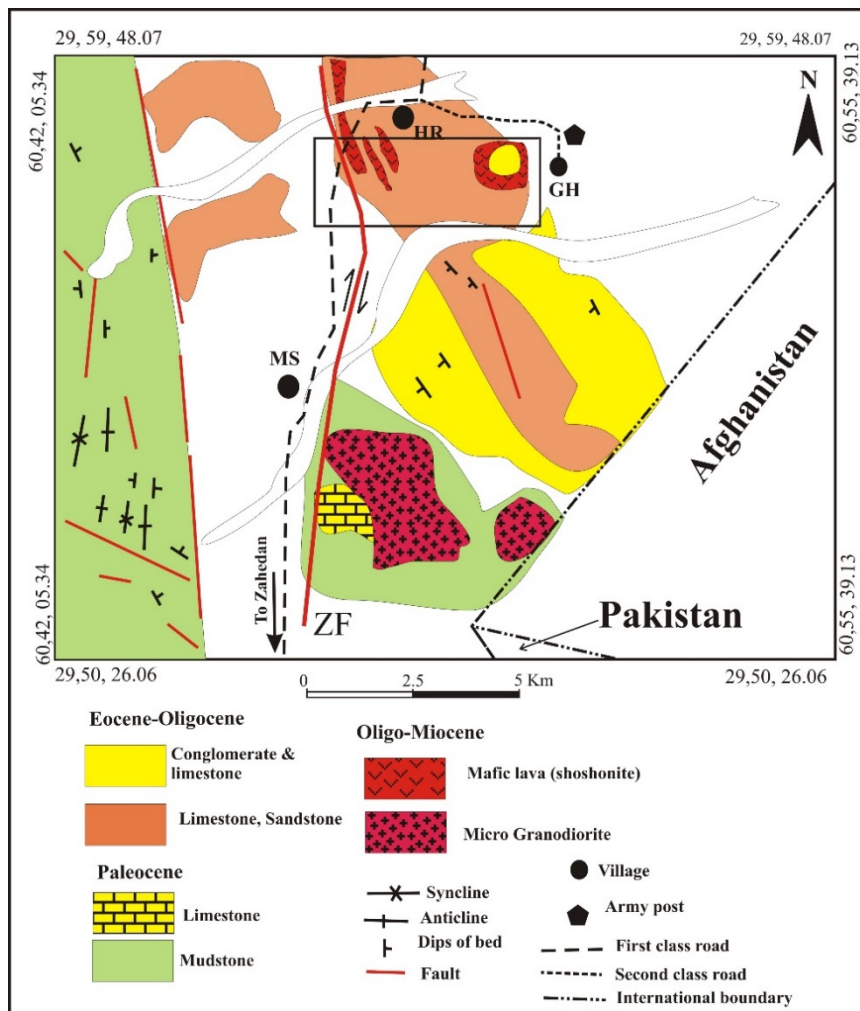 29, 59, 48.07
29, 59, 48.07
60,42, 05.34
60,55, 39.13
N
HR
GH
MS
Afghanistan
60,42, 05.34
60,55, 39.13
To Zahedan
ZF
Pakistan
29,50, 26.06
29,50, 26.06
0 2.5 5 Km
Eocene-Oligocene
Conglomerate &
limestone
Limestone, Sandstone
Paleocene
Limestone
Mudstone
Oligo-Miocene
Mafic lava (shoshonite)
Micro Granodiorite
Syncline
Anticline
Dips of bed
Fault
Village
Army post
First class road
Second class road
International boundary